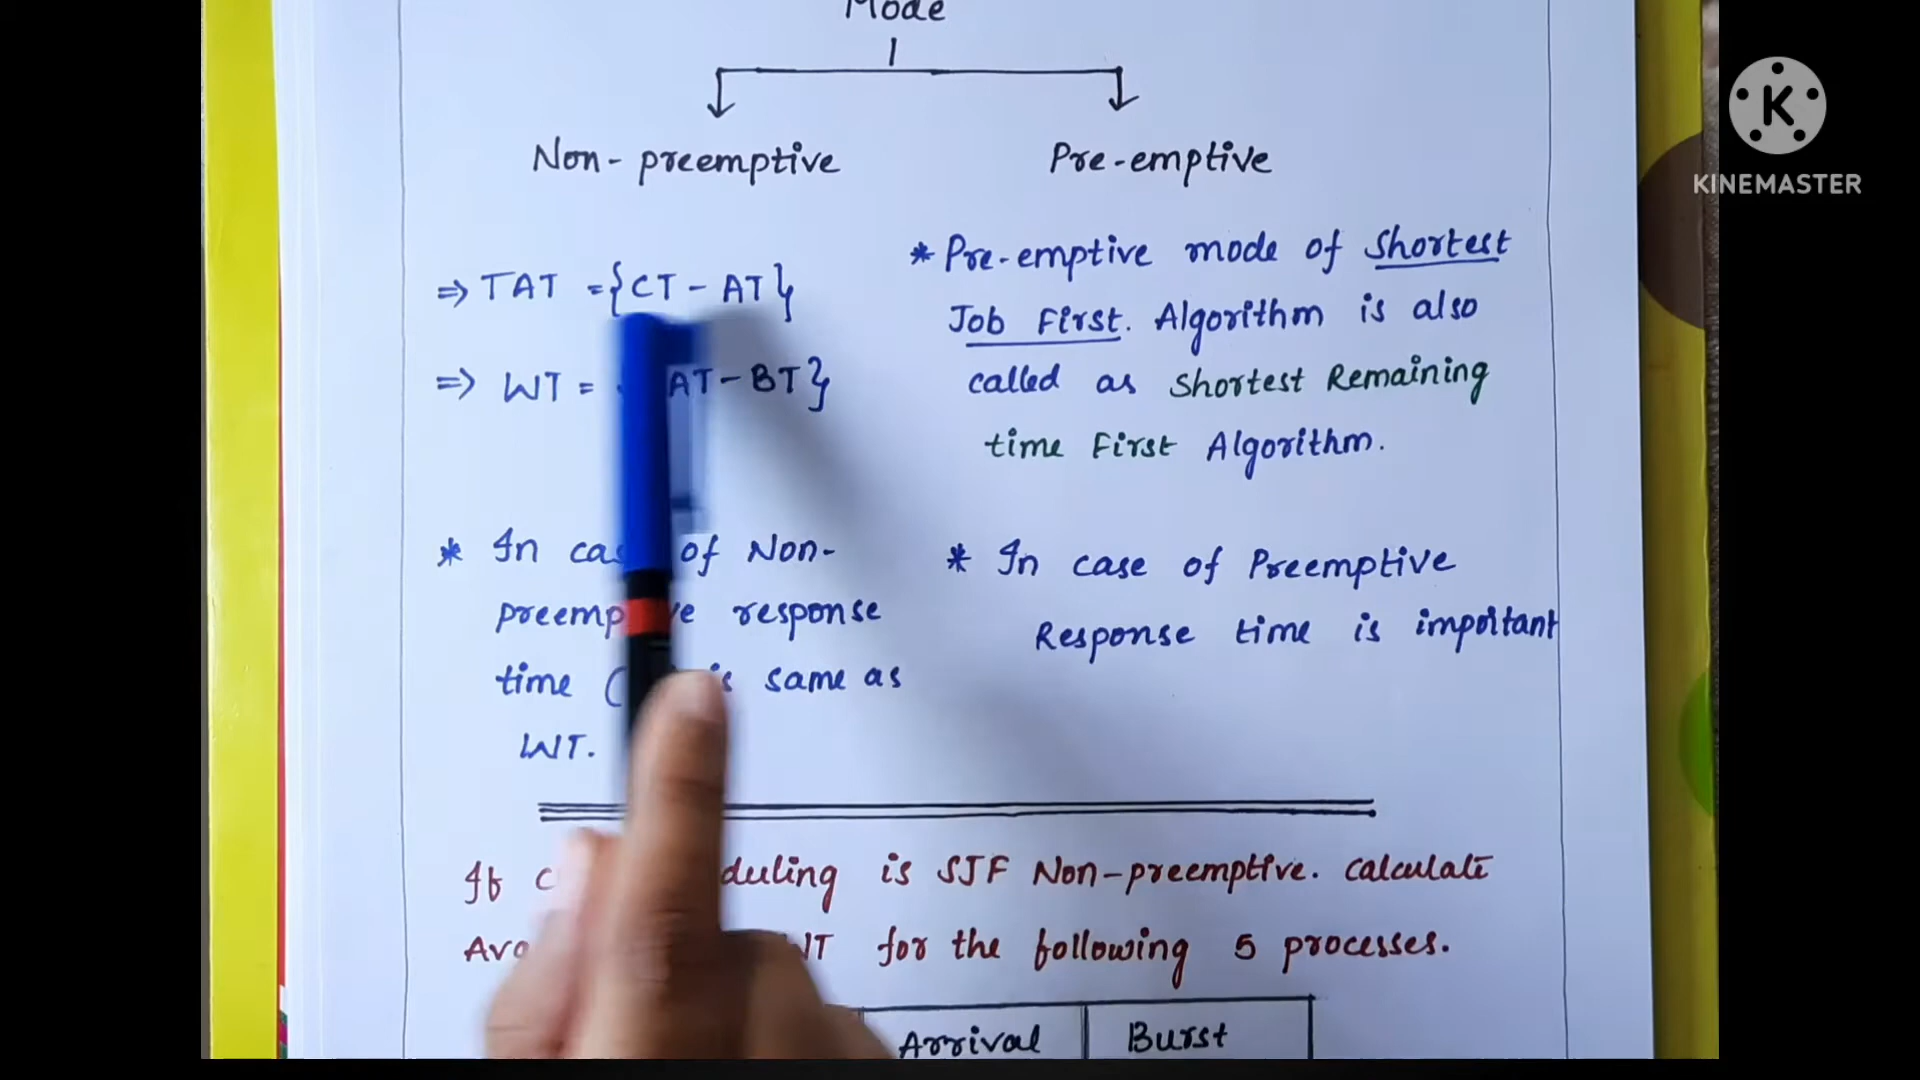 Mode
Non-preemptive
Pre-emptive
⇒ TAT = {CT - AT}
⇒ WT = AT - BT}
* Pre-emptive mode of Shortest
Job First. Algorithm is also
called as Shortest Remaining
time First Algorithm.
* In of Non-
response
time ( is same as
WT.
* In case of Preemptive
Response time is important
If is SJF Non-preemptive. Calculate
WT for the following 5 processes.
Arrival
Burst
KINEMASTER